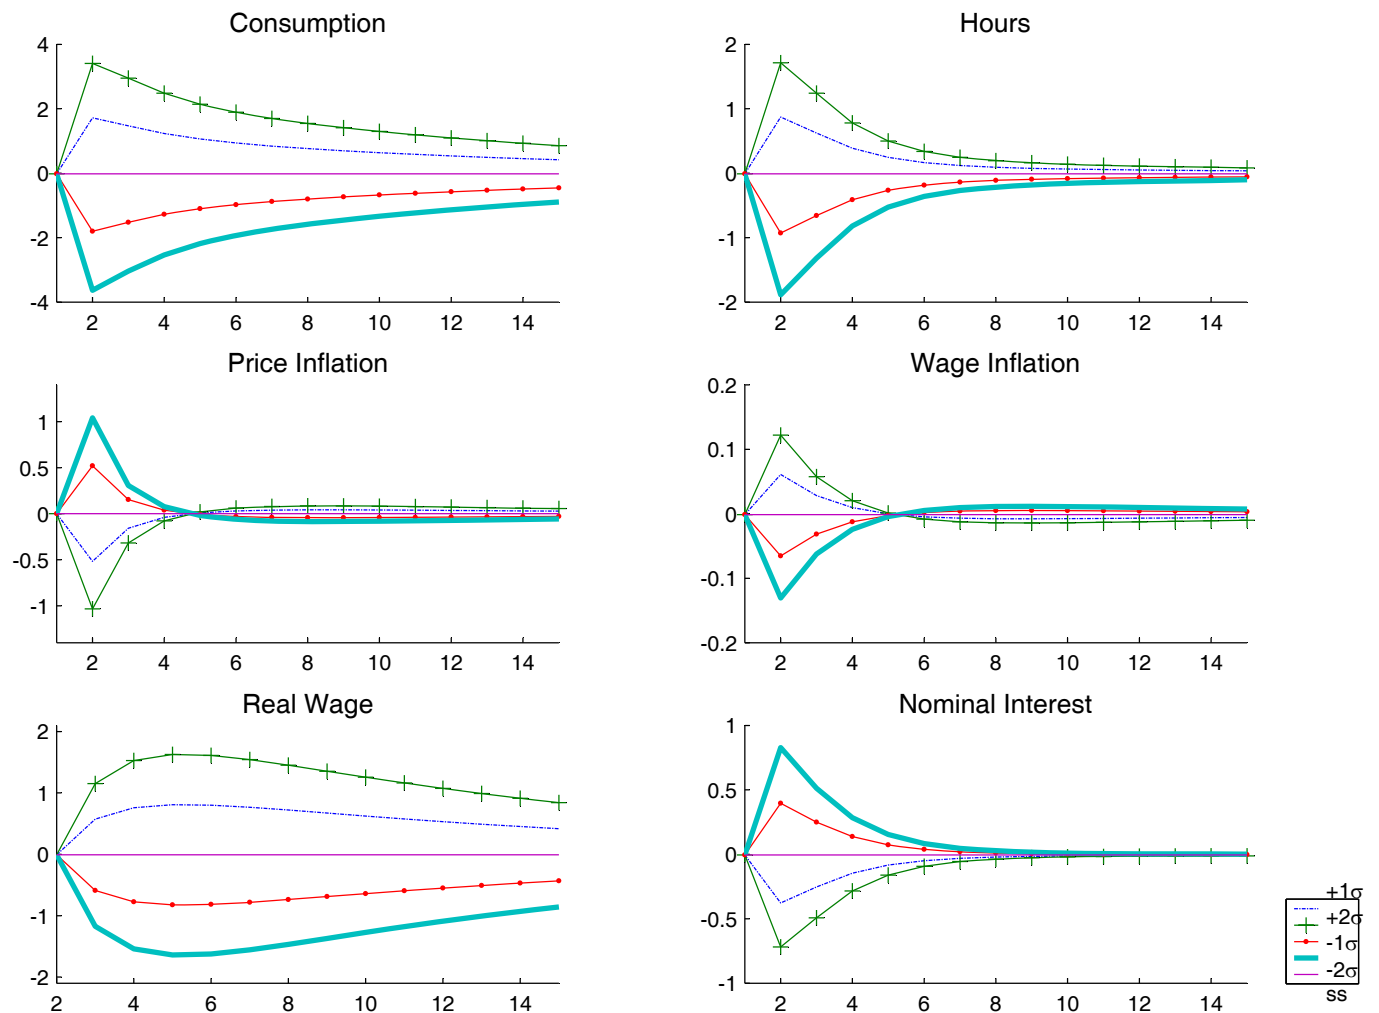 Consumption
4
2
0
-2
-4
2 4 6 8 10 12 14
Hours
2
1
0
-1
-2
2 4 6 8 10 12 14
Price Inflation
1
0.5
0
-0.5
-1
2 4 6 8 10 12 14
Wage Inflation
0.2
0.1
0
-0.1
-0.2
2 4 6 8 10 12 14
Real Wage
2
1
0
-1
-2
2 4 6 8 10 12 14
Nominal Interest
1
0.5
0
-0.5
-1
2 4 6 8 10 12 14
+1σ
+2σ
-1σ
-2σ
ss